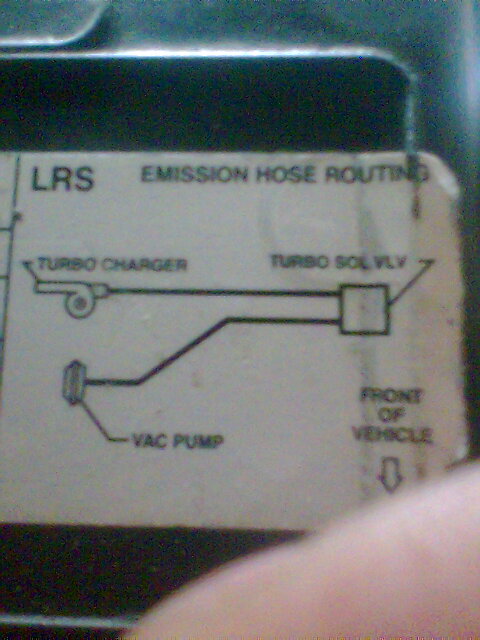 LRS EMISSION HOSE ROUTING
TURBO CHARGER TURBO SOL VLV
FRONT
OF
VEHICLE
VAC PUMP